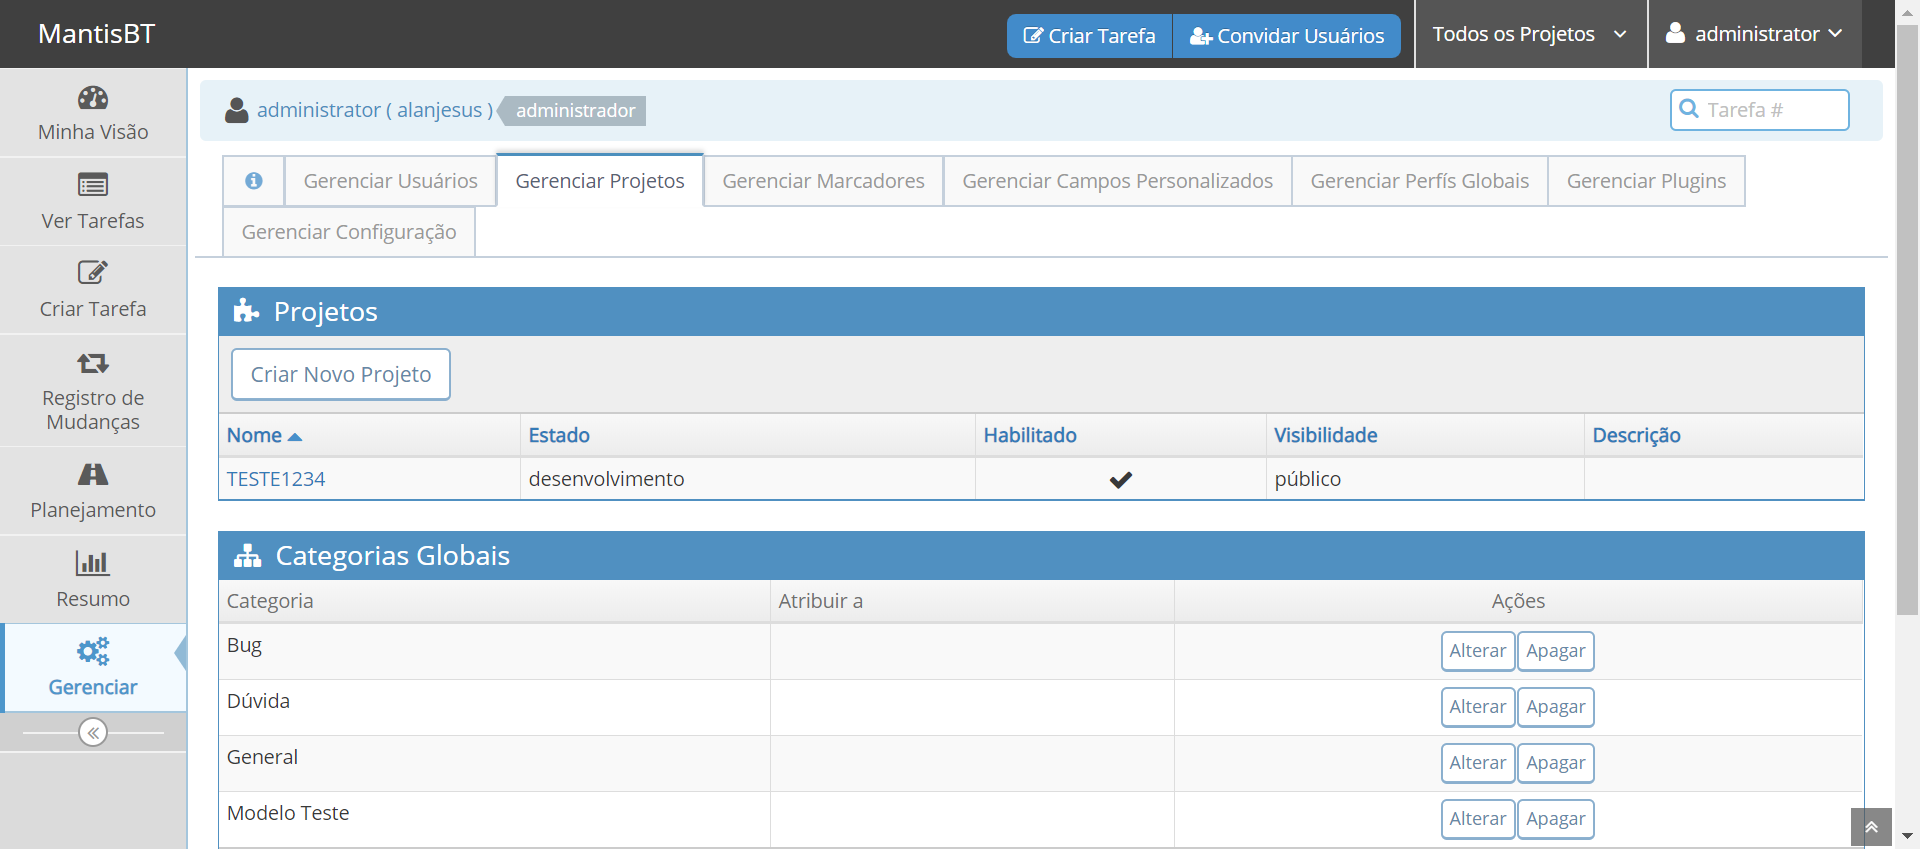 MantisBT
Criar Tarefa
Convidar Usuários
Todos os Projetos
administrator
Minha Visão
Ver Tarefas
Criar Tarefa
Registro de
Mudanças
Planejamento
Resumo
Gerenciar
administrator ( alanjesus )
administrador
Tarefa #
Gerenciar Usuários
Gerenciar Projetos
Gerenciar Marcadores
Gerenciar Campos Personalizados
Gerenciar Perfís Globais
Gerenciar Plugins
Gerenciar Configuração
Projetos
Criar Novo Projeto
Nome Estado Habilitado Visibilidade Descrição
TESTE1234 desenvolvimento público
Categorias Globais
Categoria Atribuir a Ações
Bug Alterar Apagar
Dúvida Alterar Apagar
General Alterar Apagar
Modelo Teste Alterar Apagar